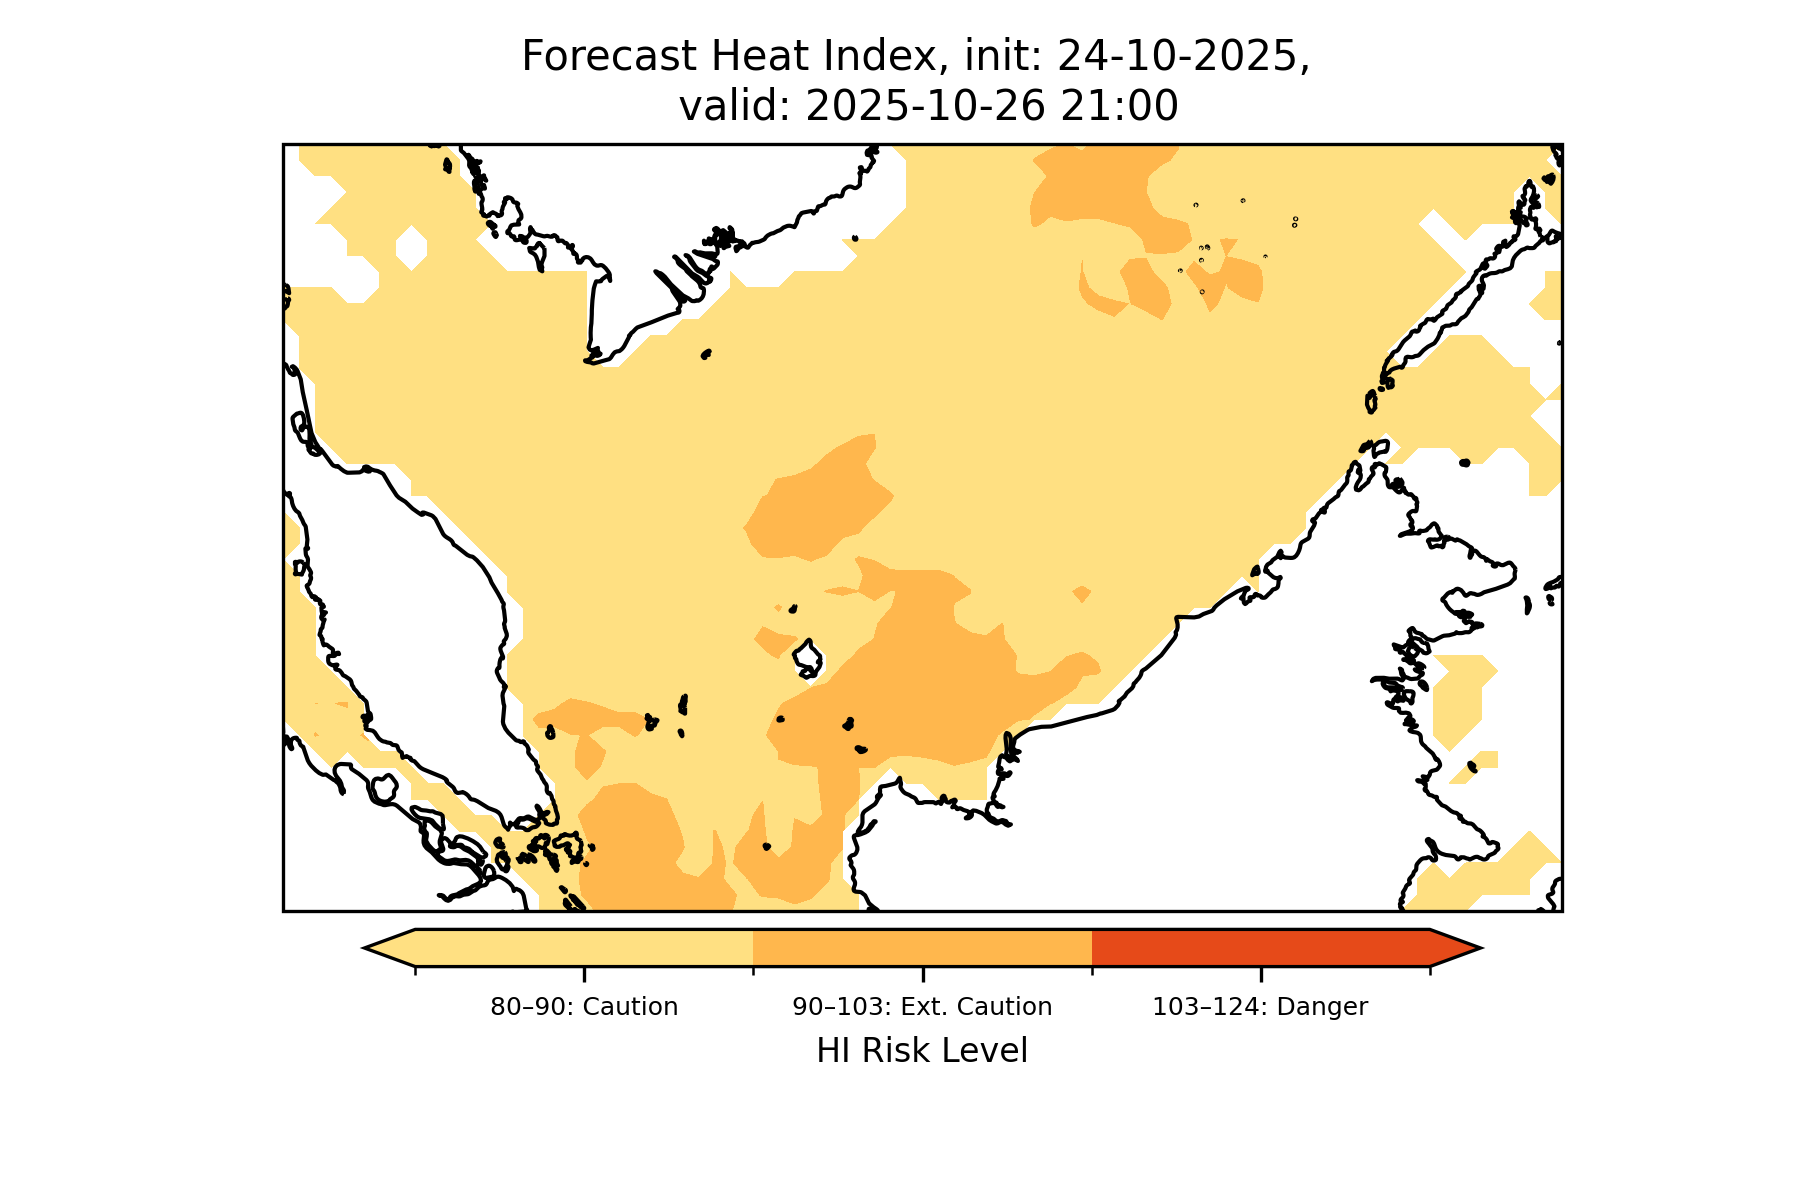 Forecast Heat Index, init: 24-10-2025,
valid: 2025-10-26 21:00
80–90: Caution
90–103: Ext. Caution
103–124: Danger
HI Risk Level